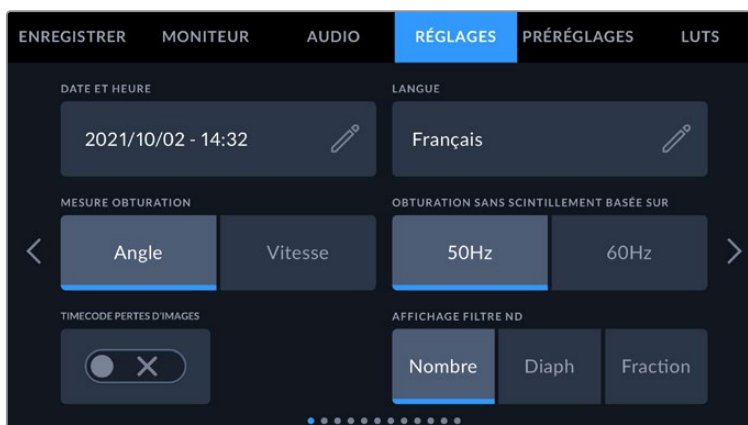 ENREGISTRER MONITEUR AUDIO RÉGLAGES PRÉRÉGLAGES LUTS
DATE ET HEURE LANGUE
2021/10/02 - 14:32 Français
MESURE OBTURATION OBTURATION SANS SCINTILLEMENT BASÉE SUR
Angle Vitesse 50Hz 60Hz
TIMECODE PERTES D'IMAGES AFFICHAGE FILTRE ND
Nombre Diaph Fraction